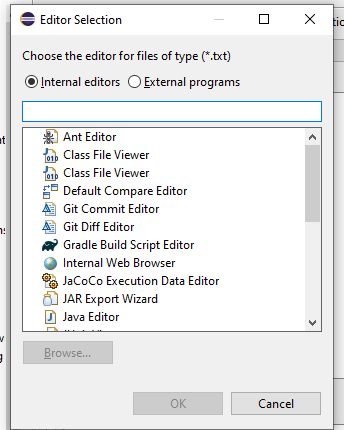 Editor Selection
Choose the editor for files of type (*.txt)
Internal editors External programs
Ant Editor
Class File Viewer
Class File Viewer
Default Compare Editor
Git Commit Editor
Git Diff Editor
Gradle Build Script Editor
Internal Web Browser
JaCoCo Execution Data Editor
JAR Export Wizard
Java Editor
Browse...
OK Cancel